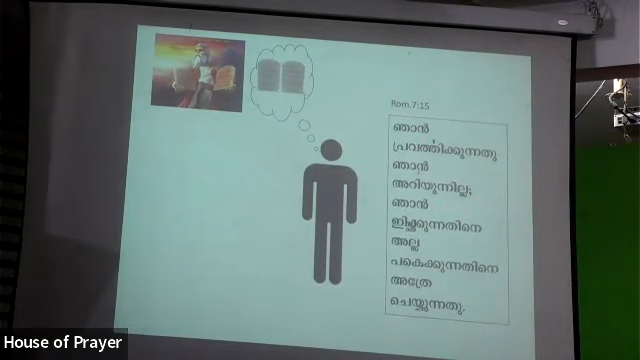 Rom.7:15
ഞാൻ
പ്രവർത്തിക്കുന്നതു
ഞാൻ
അറിയുന്നില്ല;
ഞാൻ
ഇച്ഛിക്കുന്നതിനെ
അല്ല
പകെക്കുന്നതിനെ
അത്രേ
ചെയ്യുന്നതു.
House of Prayer